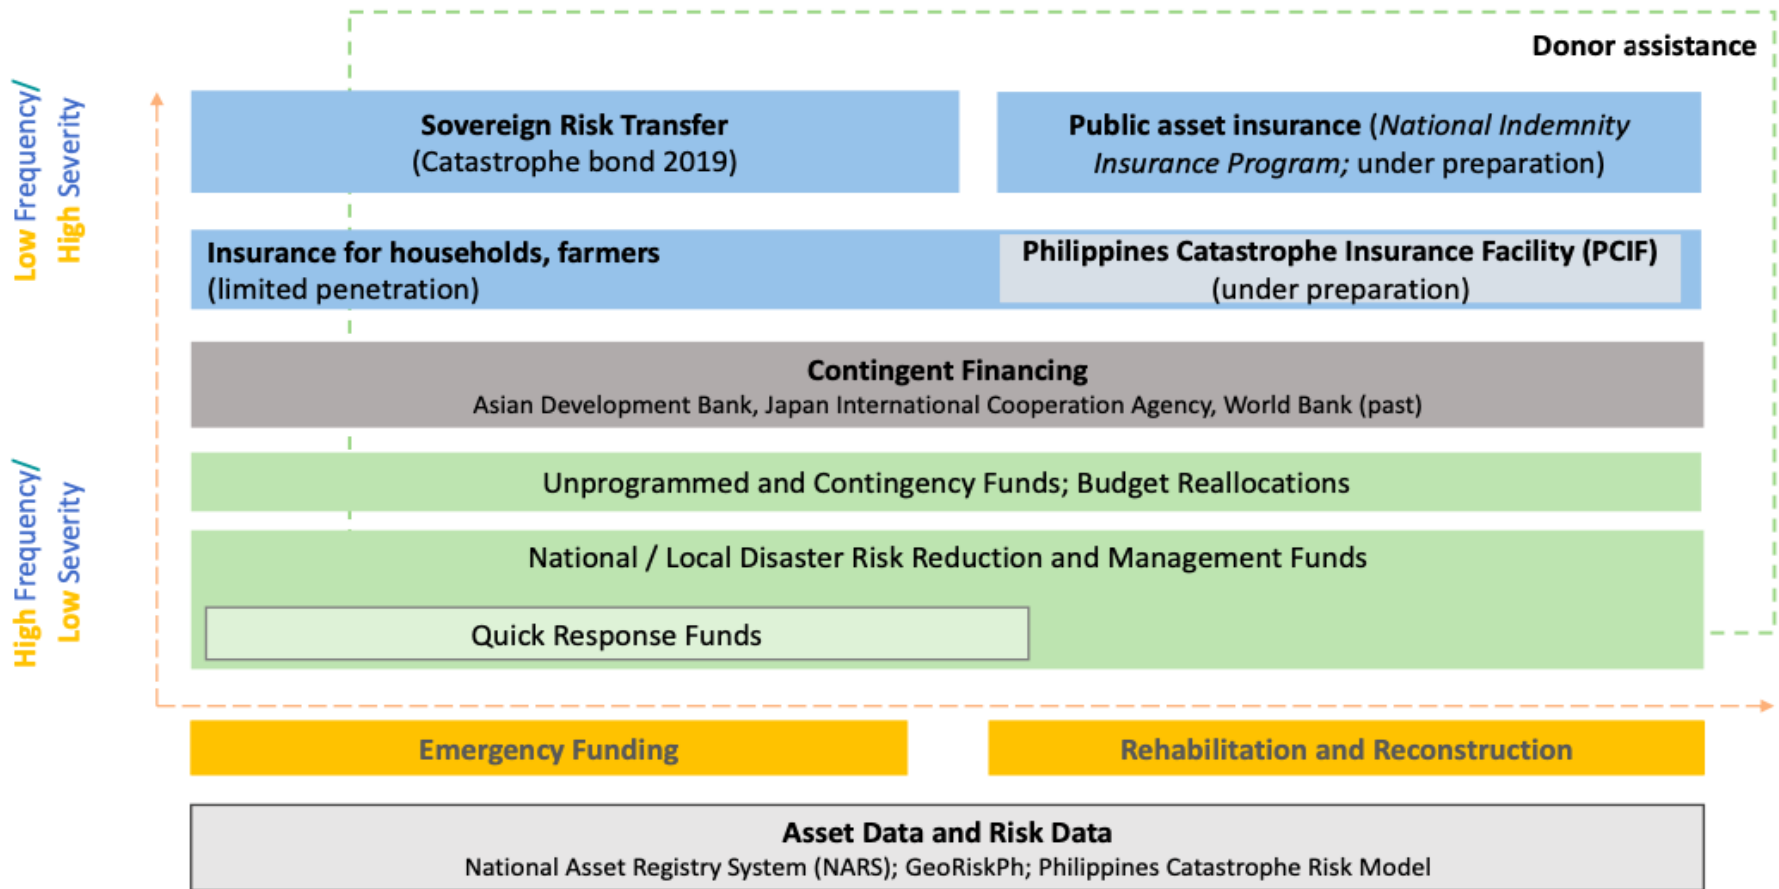 Donor assistance
Low Frequency/
High Severity
Sovereign Risk Transfer
(Catastrophe bond 2019)
Public asset insurance (National Indemnity
Insurance Program; under preparation)
Insurance for households, farmers
(limited penetration)
Philippines Catastrophe Insurance Facility (PCIF)
(under preparation)
Contingent Financing
Asian Development Bank, Japan International Cooperation Agency, World Bank (past)
High Frequency/
Low Severity
Unprogrammed and Contingency Funds; Budget Reallocations
National / Local Disaster Risk Reduction and Management Funds
Quick Response Funds
Emergency Funding
Rehabilitation and Reconstruction
Asset Data and Risk Data
National Asset Registry System (NARS); GeoRiskPh; Philippines Catastrophe Risk Model